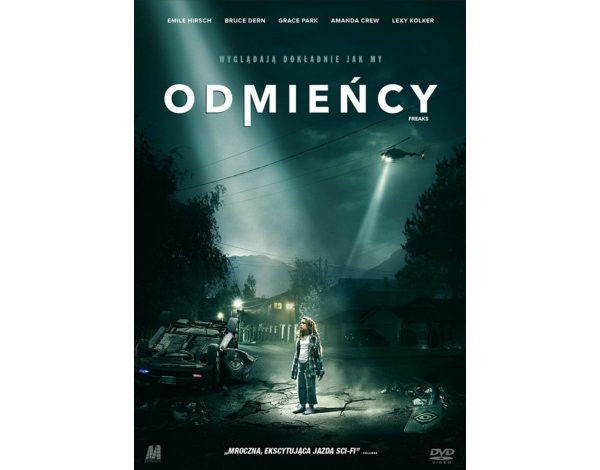 EMILE HIRSCH BRUCE DERN GRACE PARK AMANDA CREW LEXY KOLKER
WYGLĄDAJĄ DOKŁADNIE JAK MY
ODMIEŃCY
FREAKS
„MROCZNA, EKSCYTUJĄCA JAZDA SCI-FI” COLLIDER
M
DVD
VIDEO